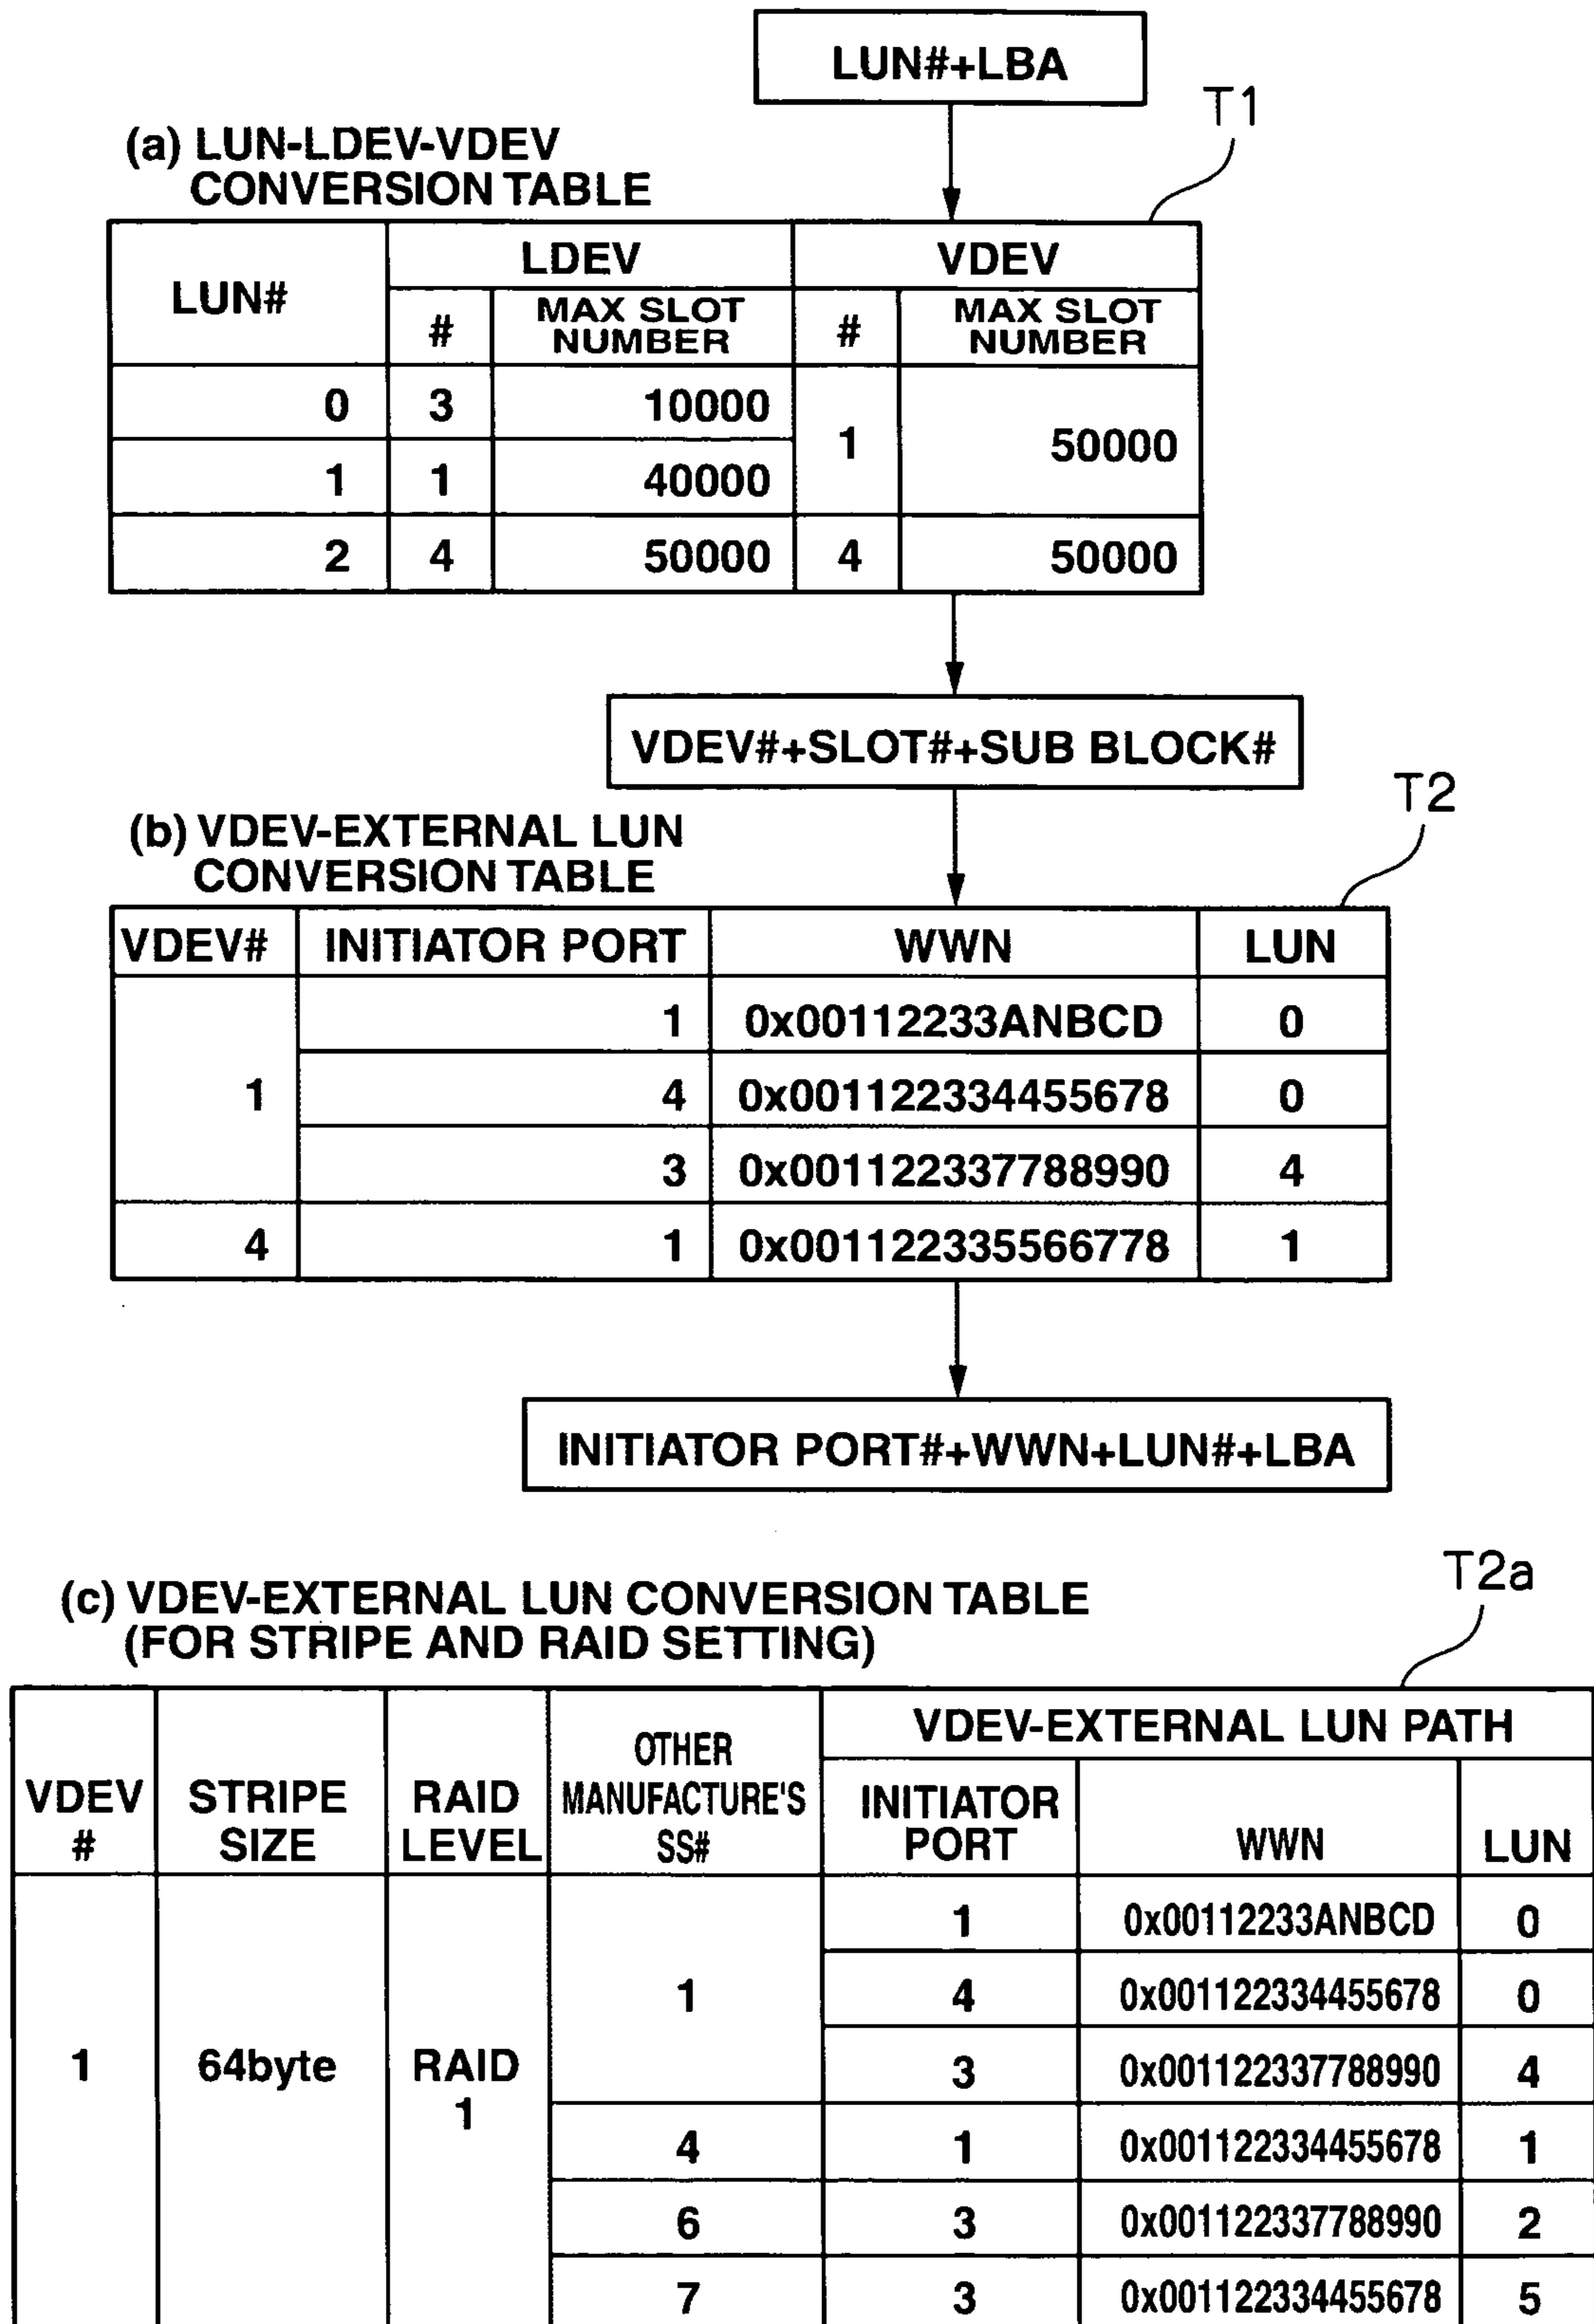 LUN#+LBA
T1
(a) LUN-LDEV-VDEV
CONVERSION TABLE
LUN# LDEV VDEV
# MAX SLOT NUMBER # MAX SLOT NUMBER
0 3 10000 1 50000
1 1 40000
2 4 50000 4 50000
VDEV#+SLOT#+SUB BLOCK#
T2
(b) VDEV-EXTERNAL LUN
CONVERSION TABLE
VDEV# INITIATOR PORT WWN LUN
1 1 0x00112233ANBCD 0
4 0x001122334455678 0
3 0x001122337788990 4
4 1 0x001122335566778 1
INITIATOR PORT#+WWN+LUN#+LBA
T2a
(c) VDEV-EXTERNAL LUN CONVERSION TABLE
(FOR STRIPE AND RAID SETTING)
VDEV # STRIPE SIZE RAID LEVEL OTHER MANUFACTURE'S SS# VDEV-EXTERNAL LUN PATH
INITIATOR PORT WWN LUN
1 64byte RAID 1 1 1 0x00112233ANBCD 0
4 0x001122334455678 0
3 0x001122337788990 4
4 1 0x001122334455678 1
6 3 0x001122337788990 2
7 3 0x001122334455678 5